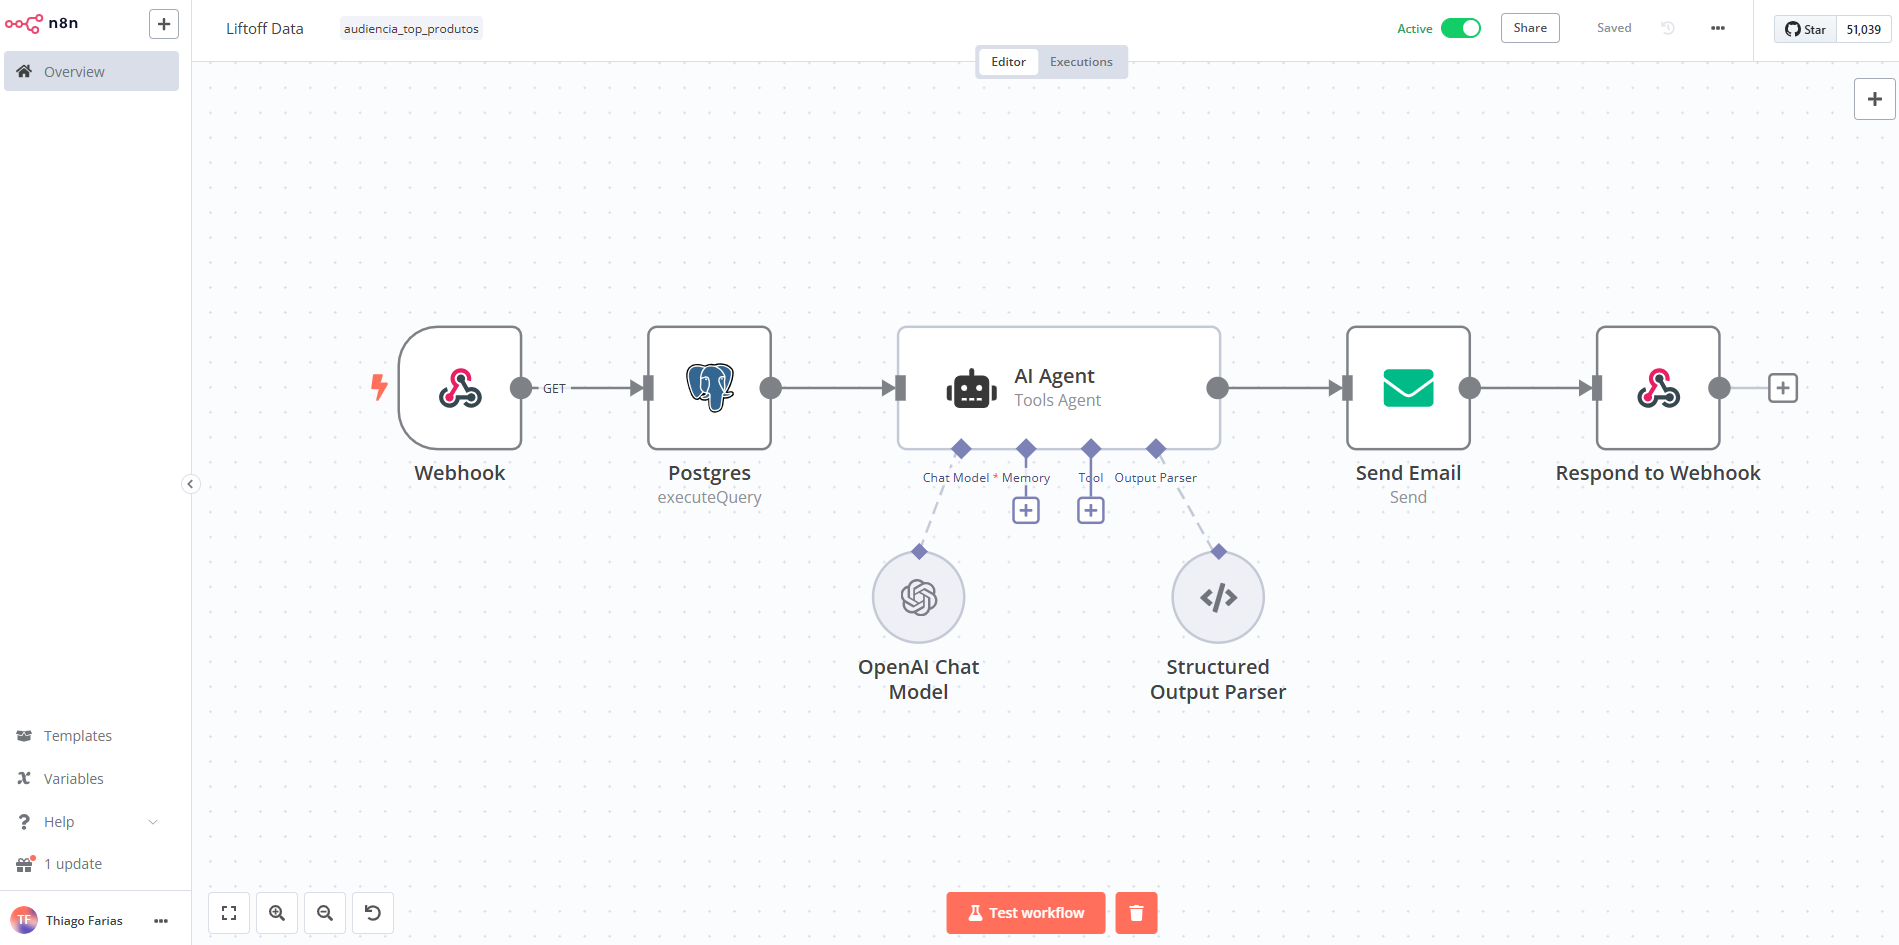 n8n
Liftoff Data
audiencia_top_produtos
Active
Share
Saved
Star
51,039
Overview
Editor
Executions
GET
AI Agent
Tools Agent
Chat Model *
Memory
Tool
Output Parser
Webhook
Postgres
executeQuery
Send Email
Send
Respond to Webhook
OpenAI Chat
Model
Structured
Output Parser
Templates
Variables
Help
1 update
TF
Thiago Farias
Test workflow